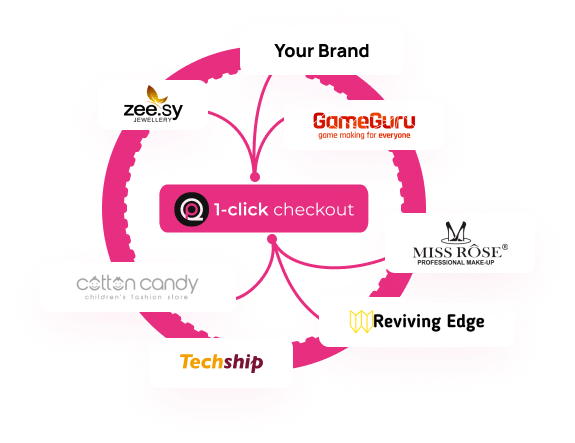 Your Brand
zee.sy
JEWELLERY
GameGuru
game making for everyone
1-click checkout
MISS RÔSE®
PROFESSIONAL MAKE-UP
cotton candy
children's fashion store
Reviving Edge
Techship